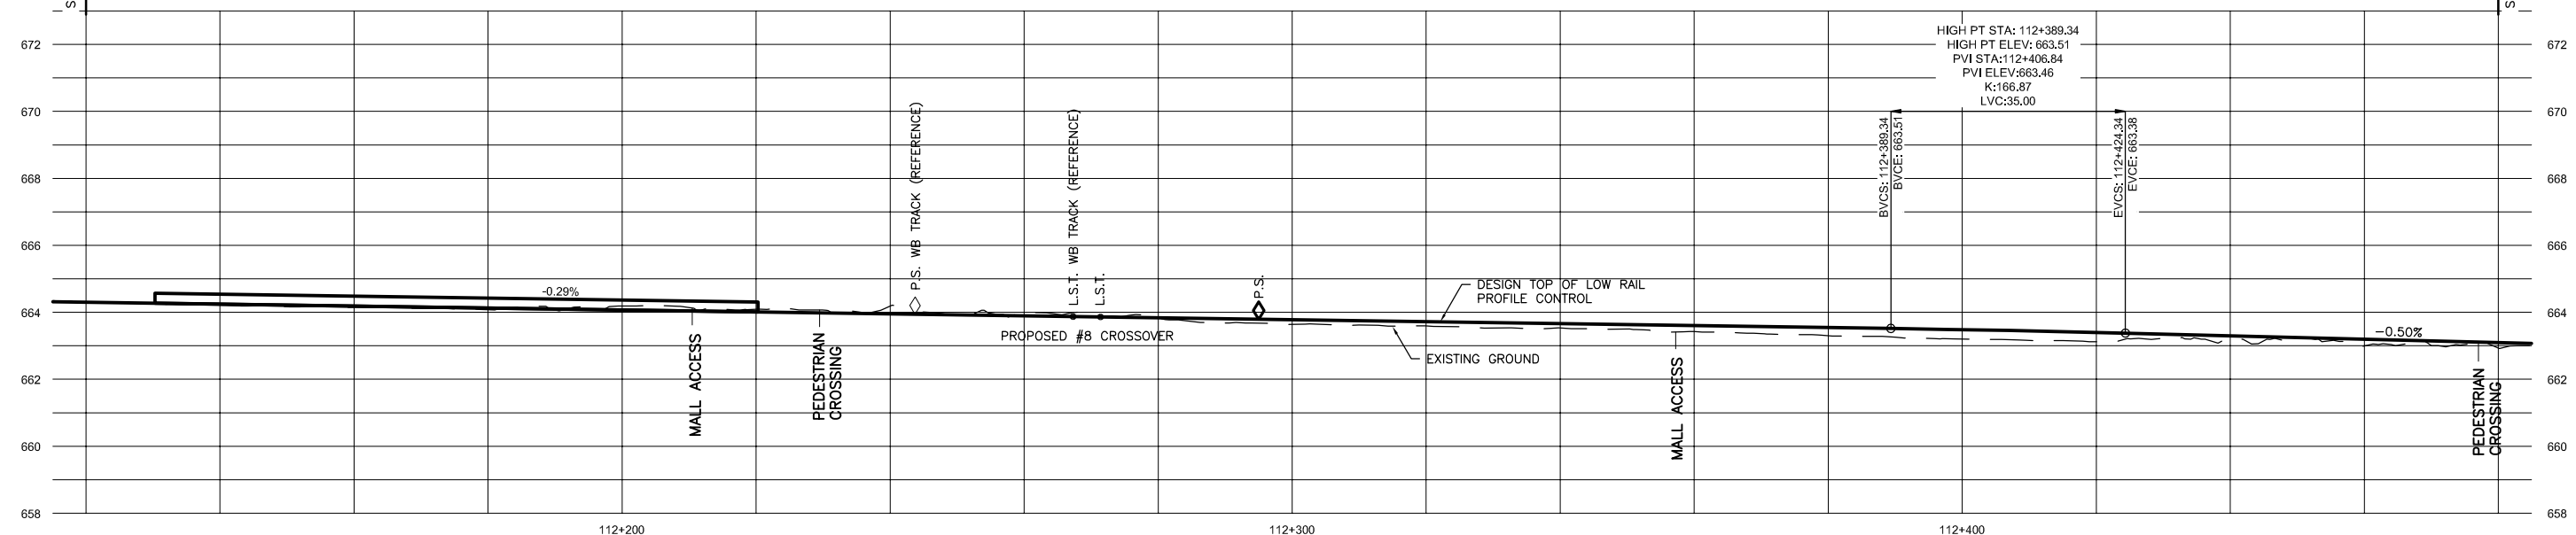 S
S
HIGH PT STA: 112+389.34
HIGH PT ELEV: 663.51
PVI STA:112+406.84
PVI ELEV:663.46
K:166.87
LVC:35.00
672
672
670
670
668
668
666
666
664
664
662
662
660
660
658
658
P.S. WB TRACK (REFERENCE)
L.S.T. WB TRACK (REFERENCE)
L.S.T.
P.S.
BVCS: 112+389.34
BVCE: 663.51
EVCS: 112+424.34
EVCE: 663.38
-0.29%
DESIGN TOP OF LOW RAIL
PROFILE CONTROL
PROPOSED #8 CROSSOVER
EXISTING GROUND
-0.50%
MALL ACCESS
PEDESTRIAN
CROSSING
MALL ACCESS
PEDESTRIAN
CROSSING
112+200
112+300
112+400